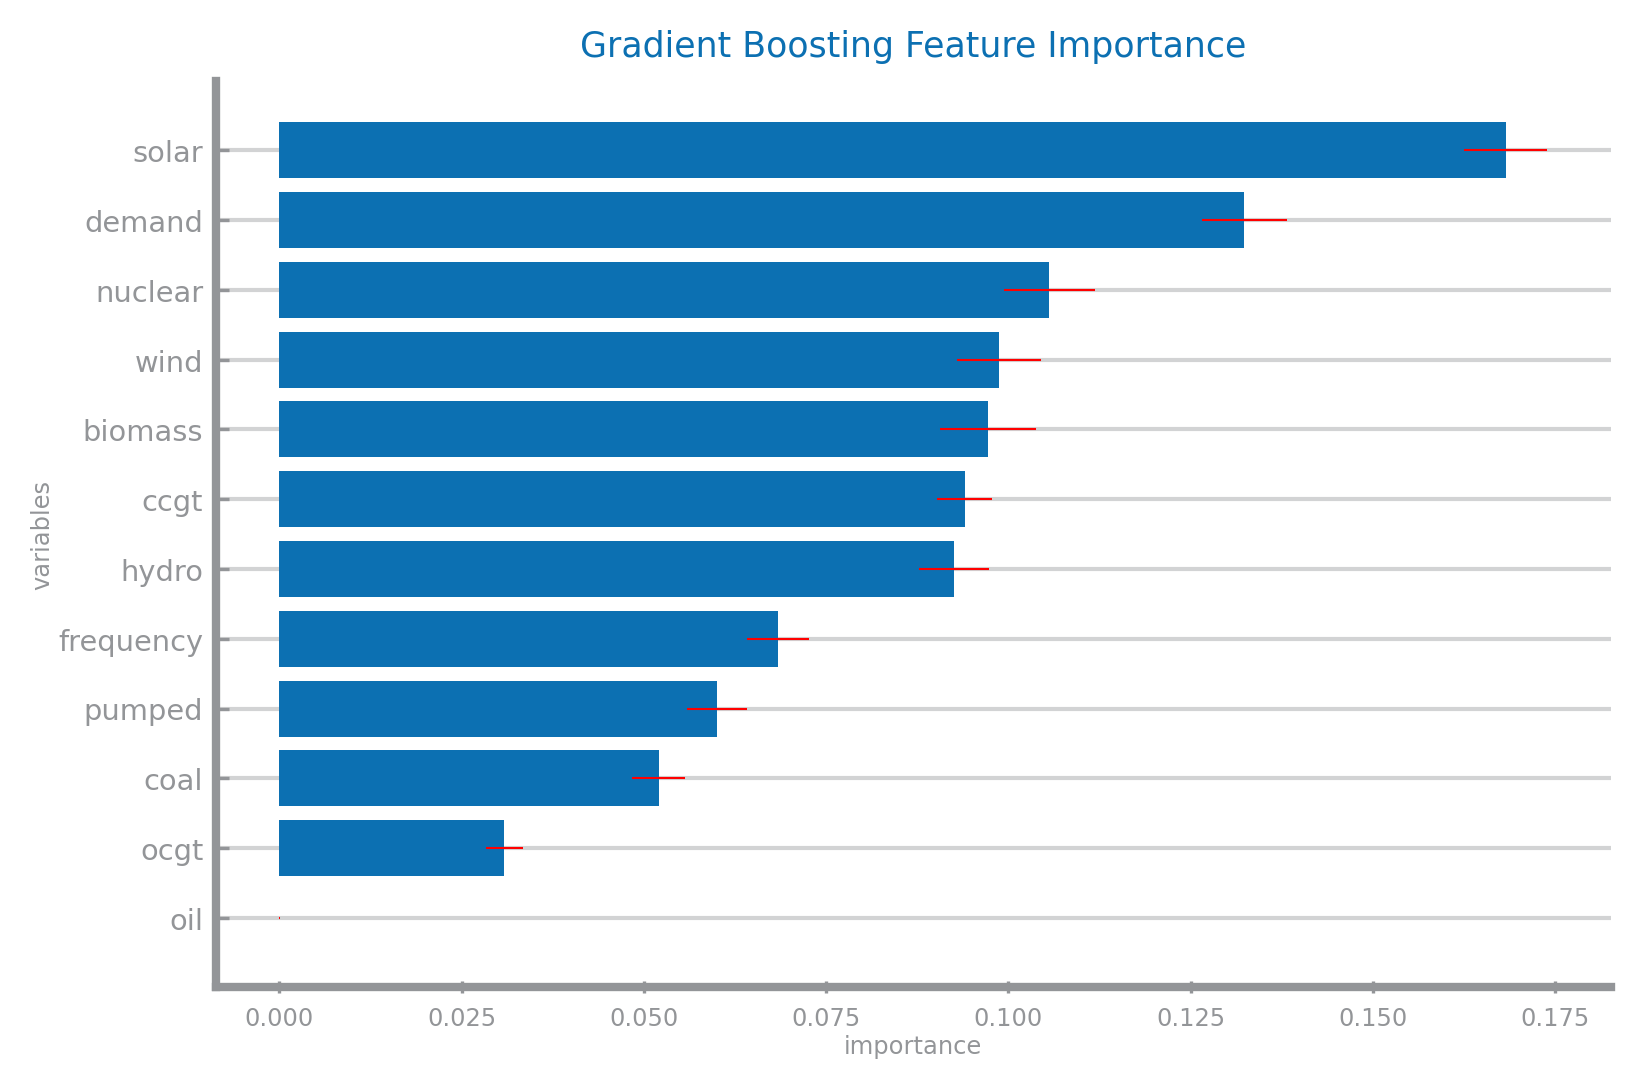 Gradient Boosting Feature Importance
solar
demand
nuclear
wind
biomass
ccgt
hydro
frequency
pumped
coal
ocgt
oil
variables
0.000 0.025 0.050 0.075 0.100 0.125 0.150 0.175
importance